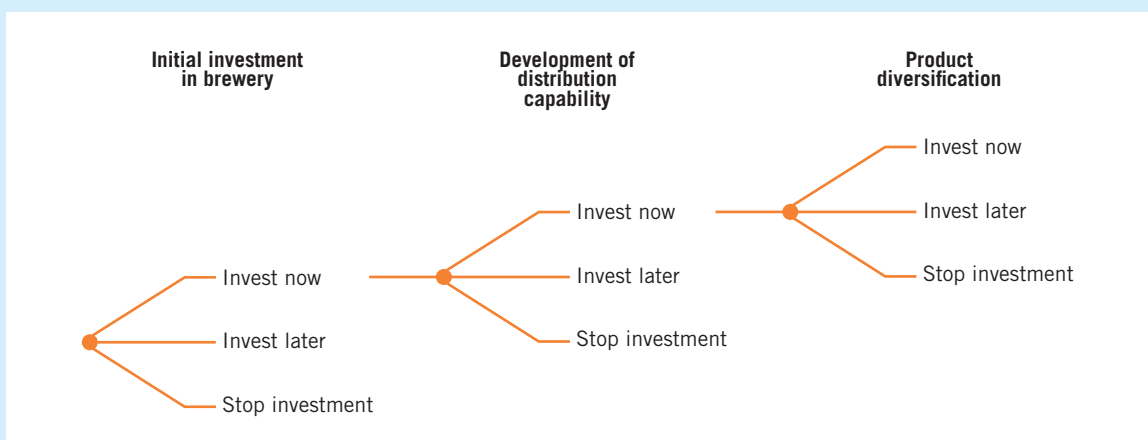 Initial investment
in brewery
Development of
distribution
capability
Product
diversification
Invest now
Invest later
Stop investment
Invest now
Invest later
Stop investment
Invest now
Invest later
Stop investment